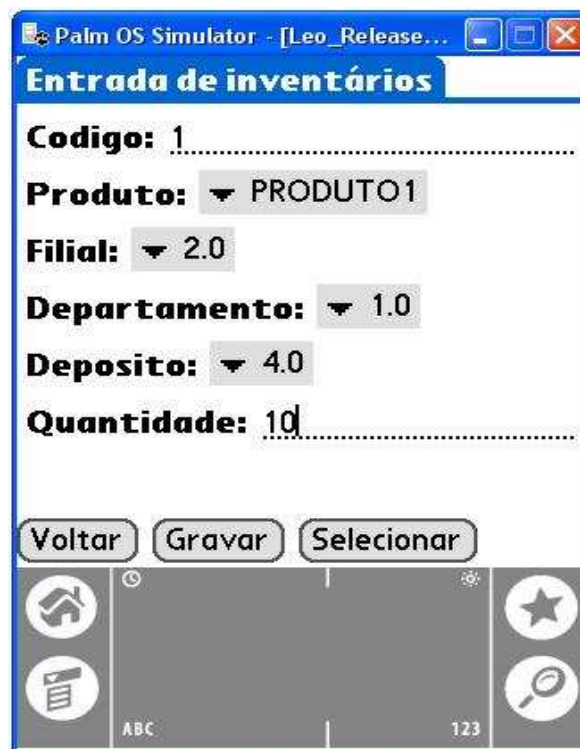 Palm OS Simulator - [Leo_Release...
Entrada de inventários
Codigo: 1
Produto: PRODUTO1
Filial: 2.0
Departamento: 1.0
Deposito: 4.0
Quantidade: 10
Voltar Gravar Selecionar
ABC 123